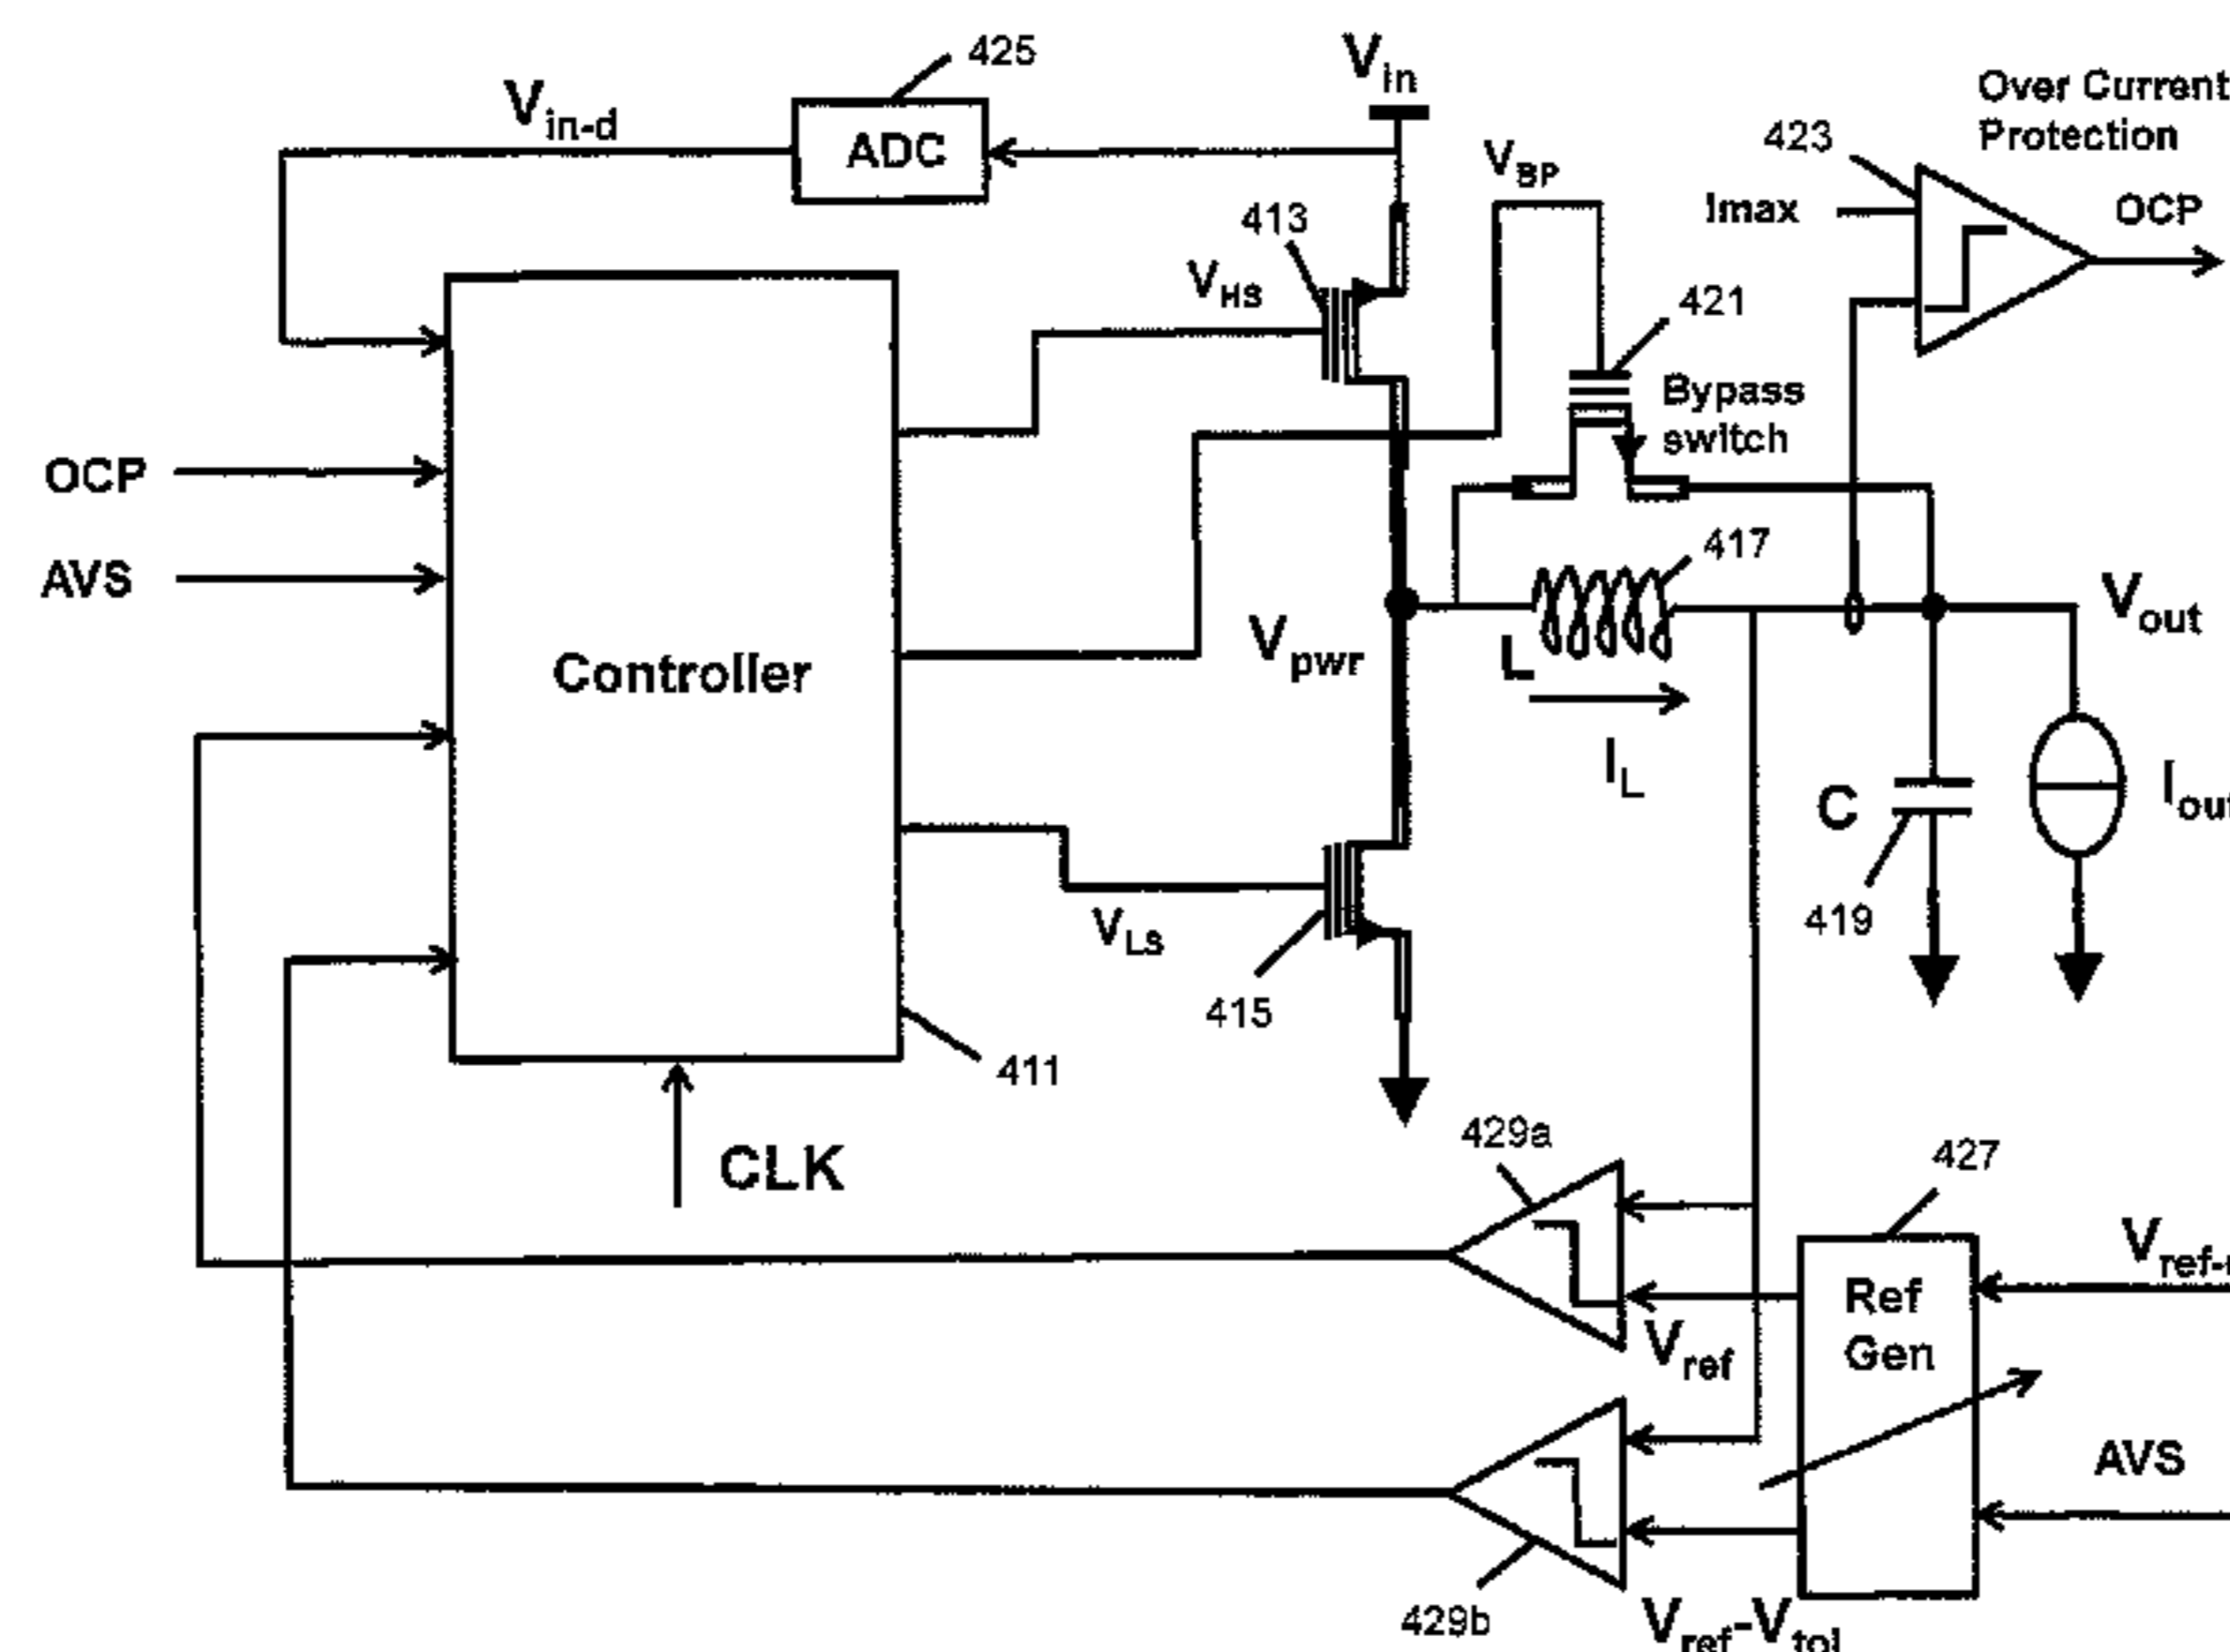 425
Vin-d
ADC
Vin
Over Current
Protection
423
VBP
Imax
OCP
413
VHS
421
Bypass
switch
OCP
AVS
417
Controller
Vpwr
L
Vout
IL
C
Iout
VLS
419
415
411
CLK
429a
427
Ref
Gen
Vref
AVS
429b
Vref-Vtol